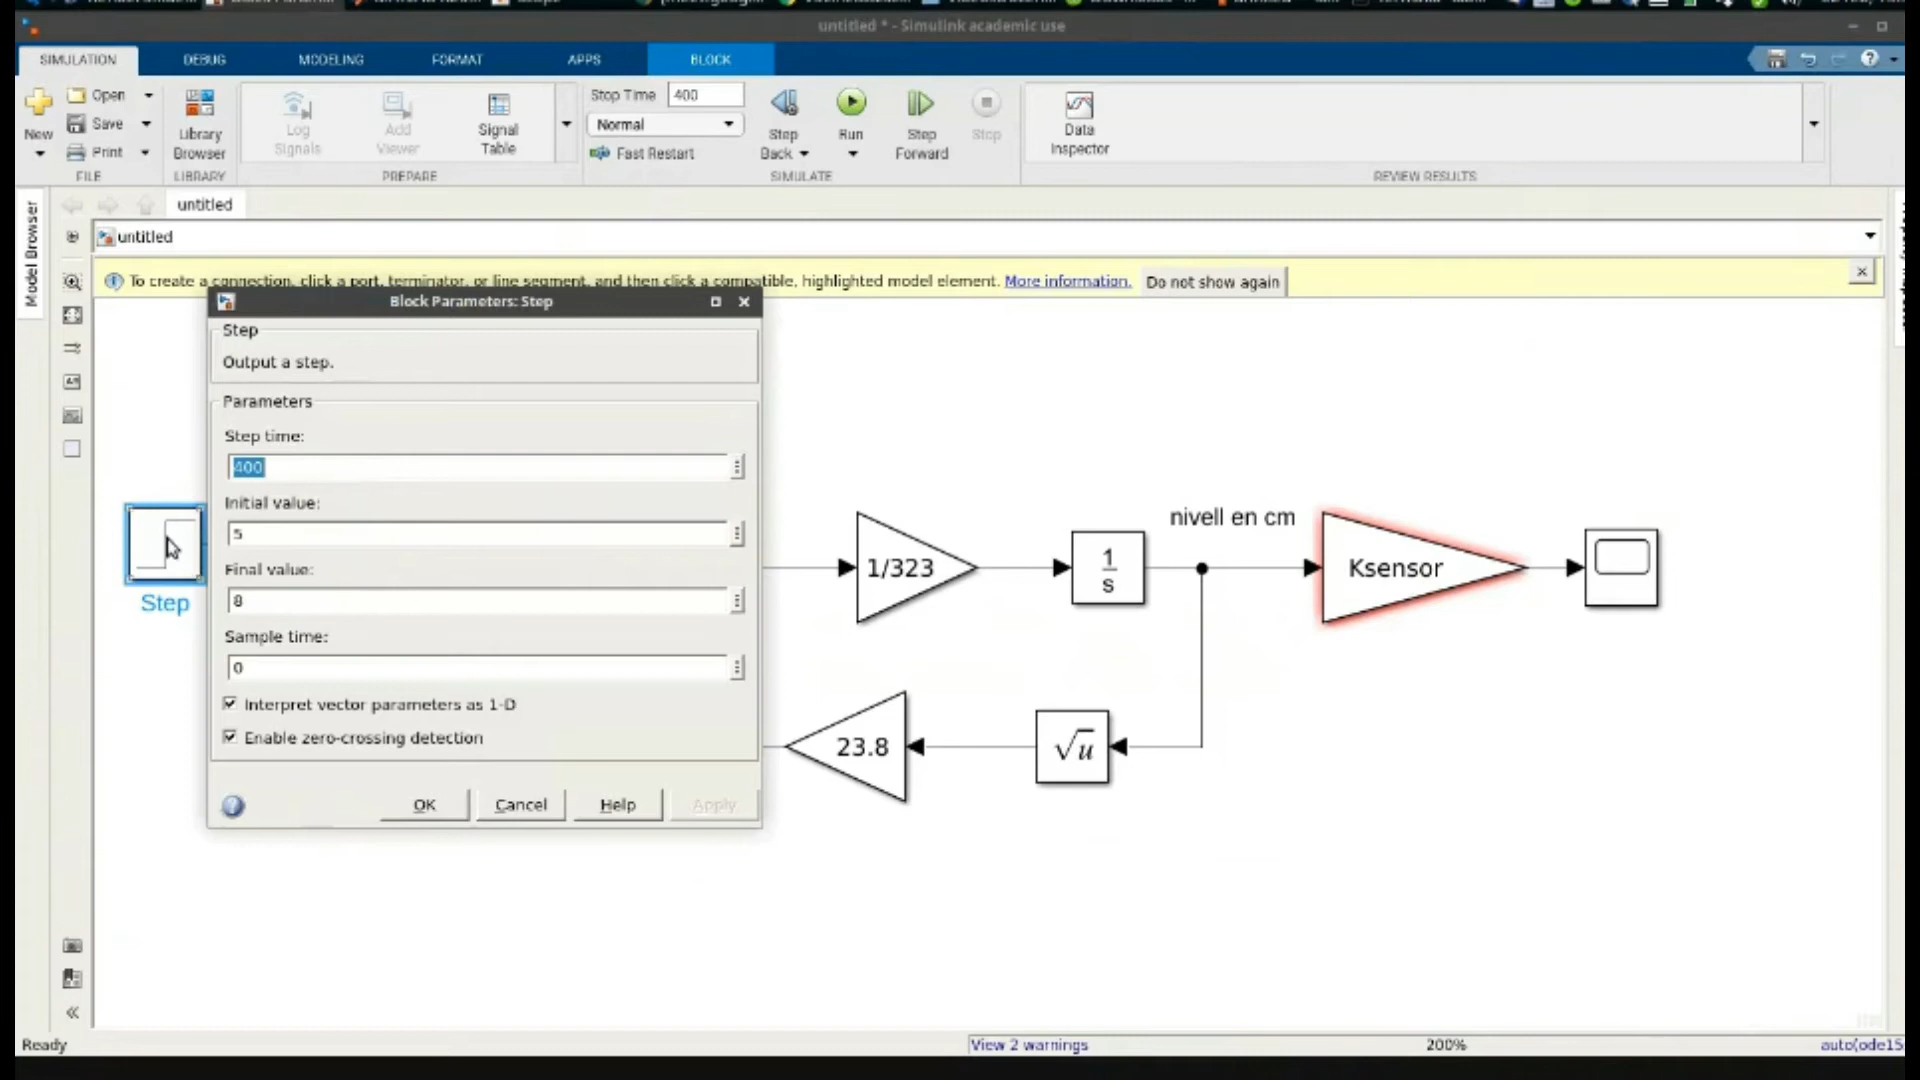 untitled * - Simulink academic use
SIMULATION DEBUG MODELING FORMAT APPS BLOCK
New Open Save Print
FILE
Library Browser
LIBRARY
Log Signals
Add Viewer
Signal Table
PREPARE
Stop Time 400
Normal
Fast Restart
Step Back
Run
Step Forward
Stop
SIMULATE
Data Inspector
REVIEW RESULTS
Model Browser
untitled
untitled
To create a connection, click a port, terminator, or line segment, and then click a compatible, highlighted model element. More information. Do not show again
Block Parameters: Step
Step
Output a step.
Parameters
Step time:
400
Initial value:
5
Final value:
8
Sample time:
0
Interpret vector parameters as 1-D
Enable zero-crossing detection
OK Cancel Help Apply
Step
1/323
1
s
nivell en cm
Ksensor
23.8
√u
Ready
View 2 warnings
200%
auto(ode15